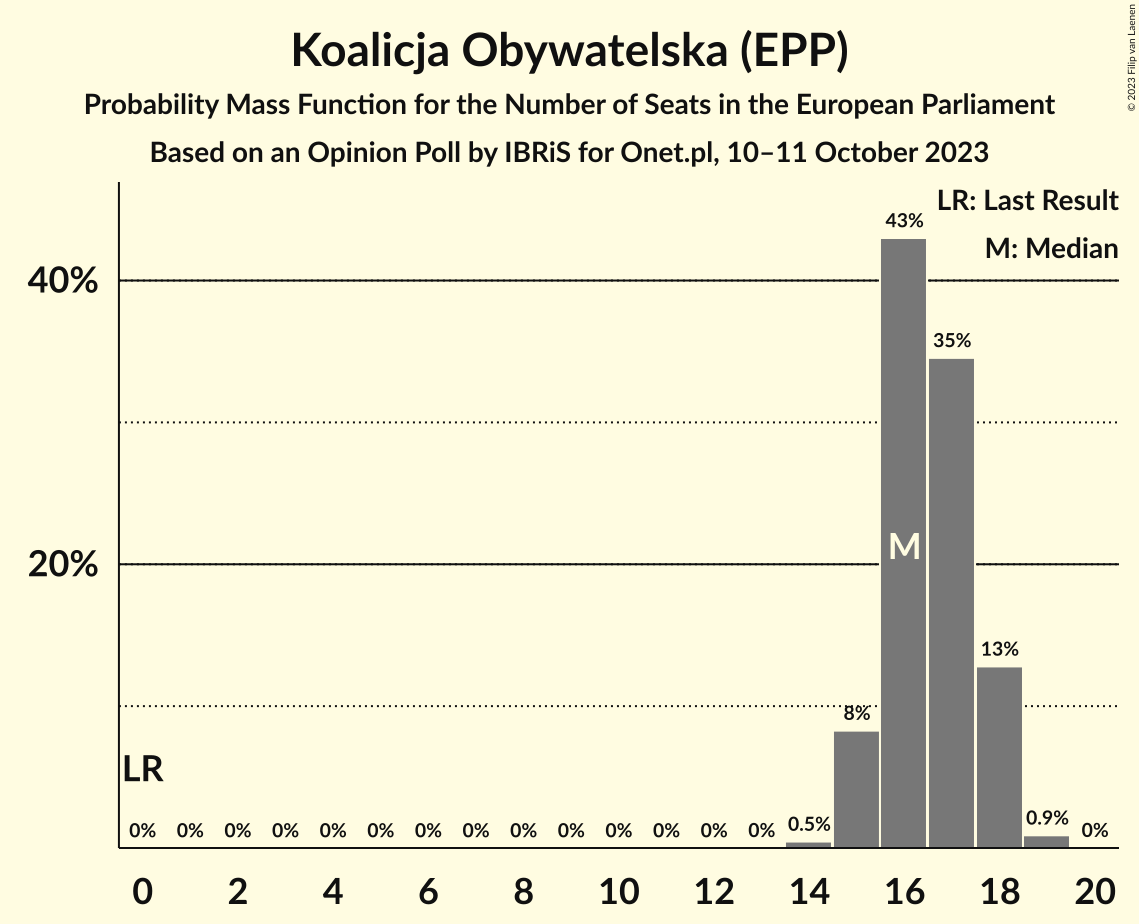 Koalicja Obywatelska (EPP)
Probability Mass Function for the Number of Seats in the European Parliament
Based on an Opinion Poll by IBRiS for Onet.pl, 10–11 October 2023
© 2023 Filip van Laenen
LR: Last Result
M: Median
40%
20%
43%
35%
M
13%
8%
LR
0% 0% 0% 0% 0% 0% 0% 0% 0% 0% 0% 0% 0% 0% 0.5% 0.9% 0%
0 2 4 6 8 10 12 14 16 18 20